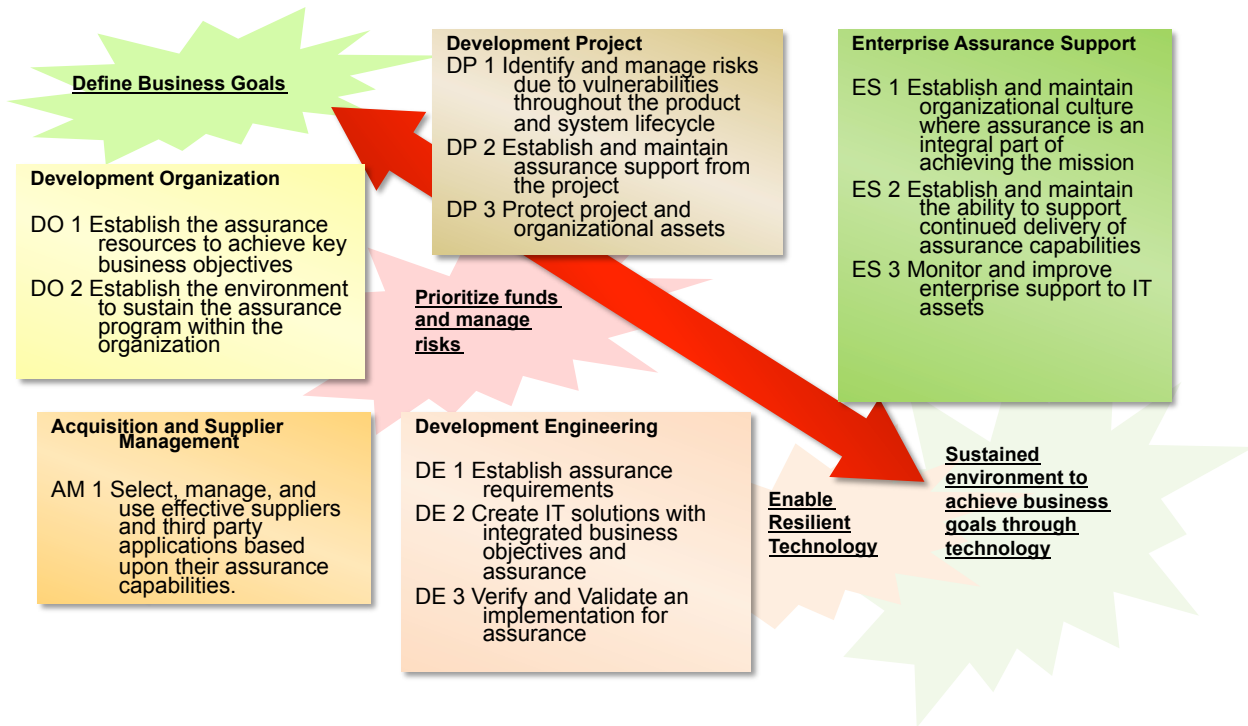 Define Business Goals
Development Organization
DO 1 Establish the assurance
resources to achieve key
business objectives
DO 2 Establish the environment
to sustain the assurance
program within the
organization
Acquisition and Supplier
Management
AM 1 Select, manage, and
use effective suppliers
and third party
applications based
upon their assurance
capabilities.
Development Project
DP 1 Identify and manage risks
due to vulnerabilities
throughout the product
and system lifecycle
DP 2 Establish and maintain
assurance support from
the project
DP 3 Protect project and
organizational assets
Prioritize funds
and manage
risks
Development Engineering
DE 1 Establish assurance
requirements
DE 2 Create IT solutions with
integrated business
objectives and
assurance
DE 3 Verify and Validate an
implementation for
assurance
Enterprise Assurance Support
ES 1 Establish and maintain
organizational culture
where assurance is an
integral part of
achieving the mission
ES 2 Establish and maintain
the ability to support
continued delivery of
assurance capabilities
ES 3 Monitor and improve
enterprise support to IT
assets
Enable
Resilient
Technology
Sustained
environment to
achieve business
goals through
technology